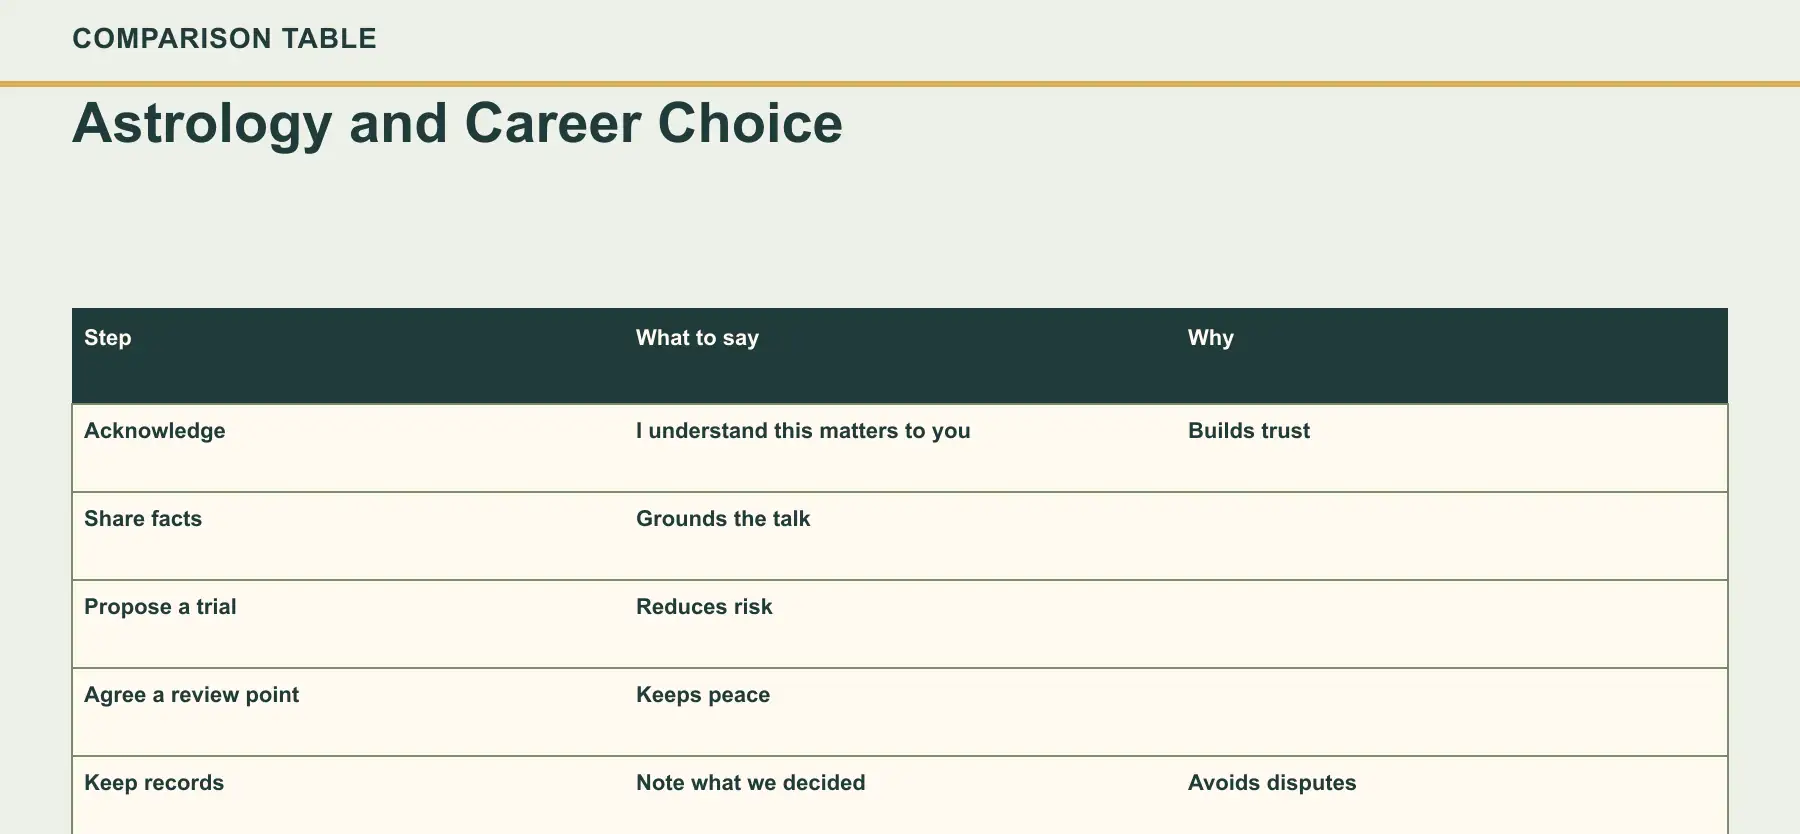 COMPARISON TABLE
Astrology and Career Choice
Step What to say Why
Acknowledge I understand this matters to you Builds trust
Share facts Grounds the talk
Propose a trial Reduces risk
Agree a review point Keeps peace
Keep records Note what we decided Avoids disputes